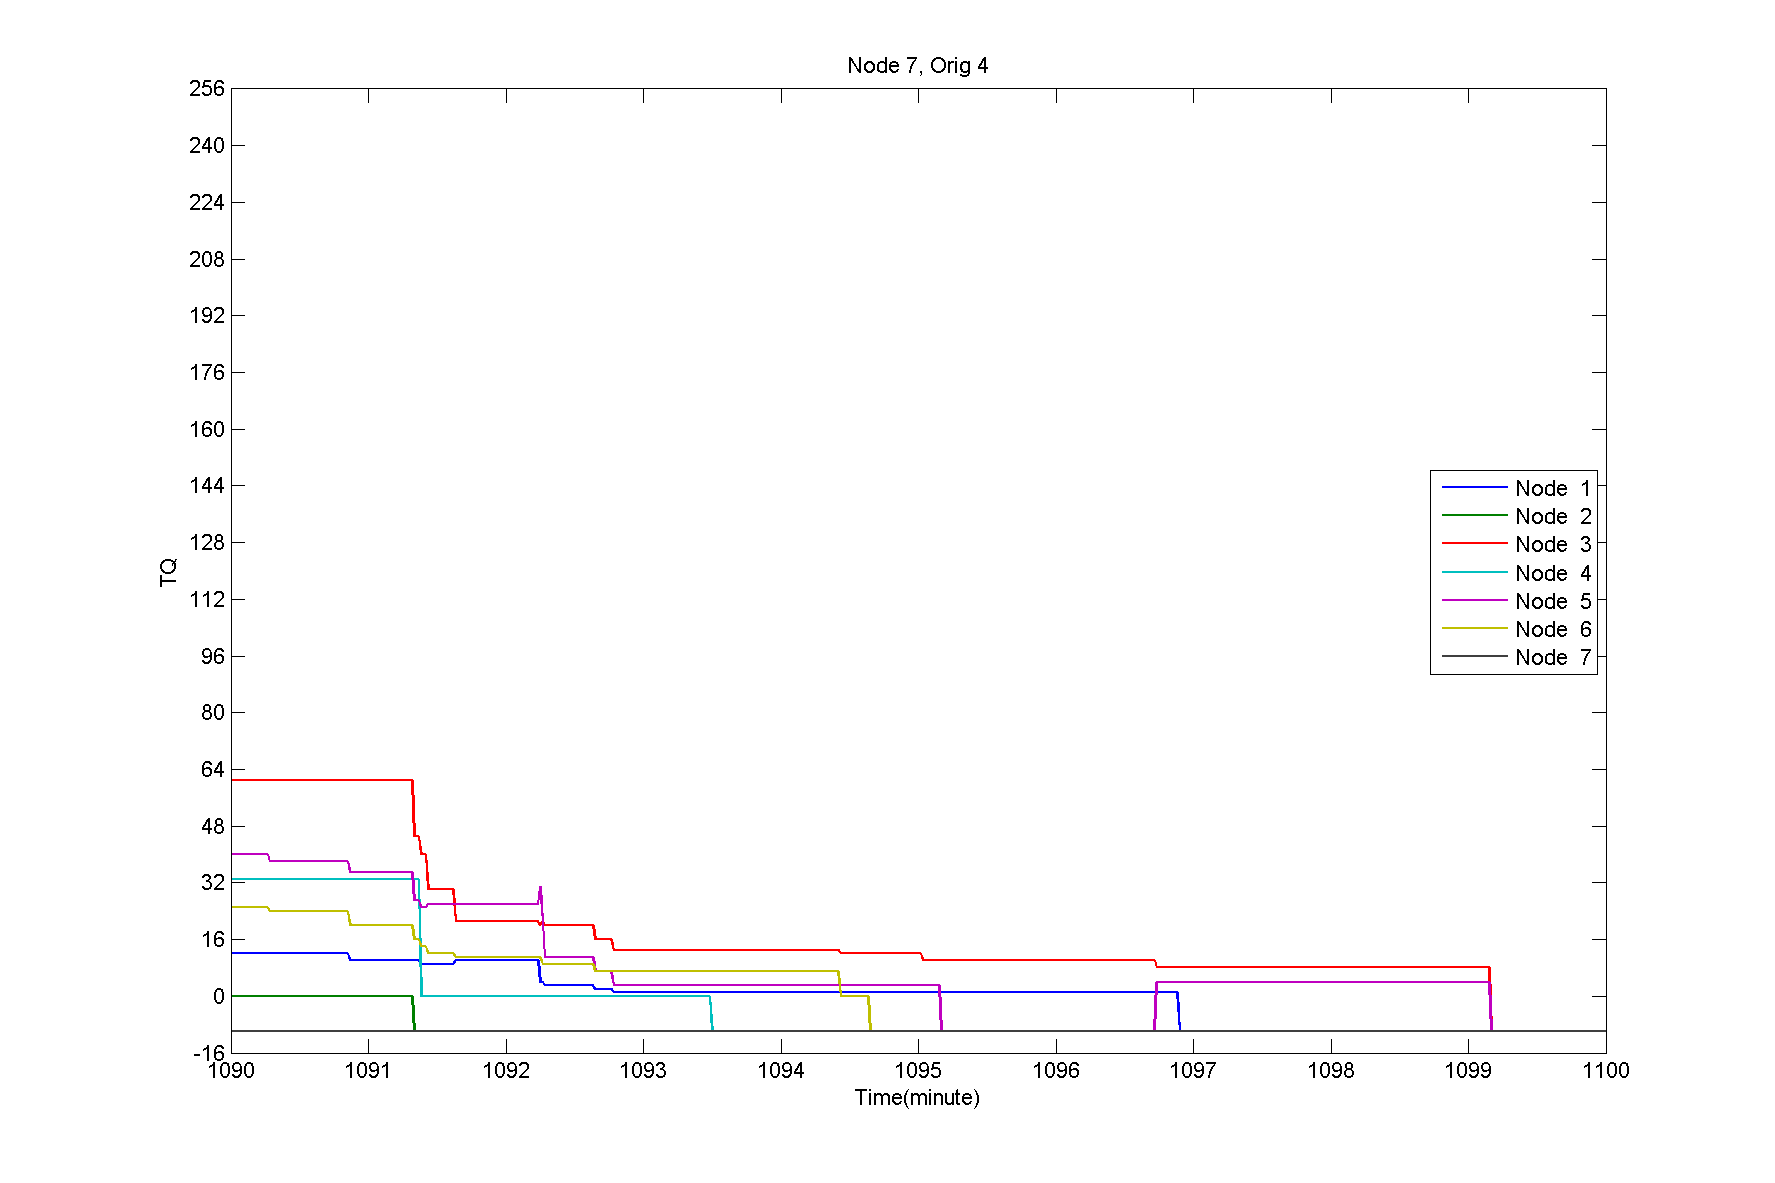 Node 7, Orig 4
256
240
224
208
192
176
160
144
128
112
96
80
64
48
32
16
0
-16
TQ
Node 1
Node 2
Node 3
Node 4
Node 5
Node 6
Node 7
1090 1091 1092 1093 1094 1095 1096 1097 1098 1099 1100
Time(minute)